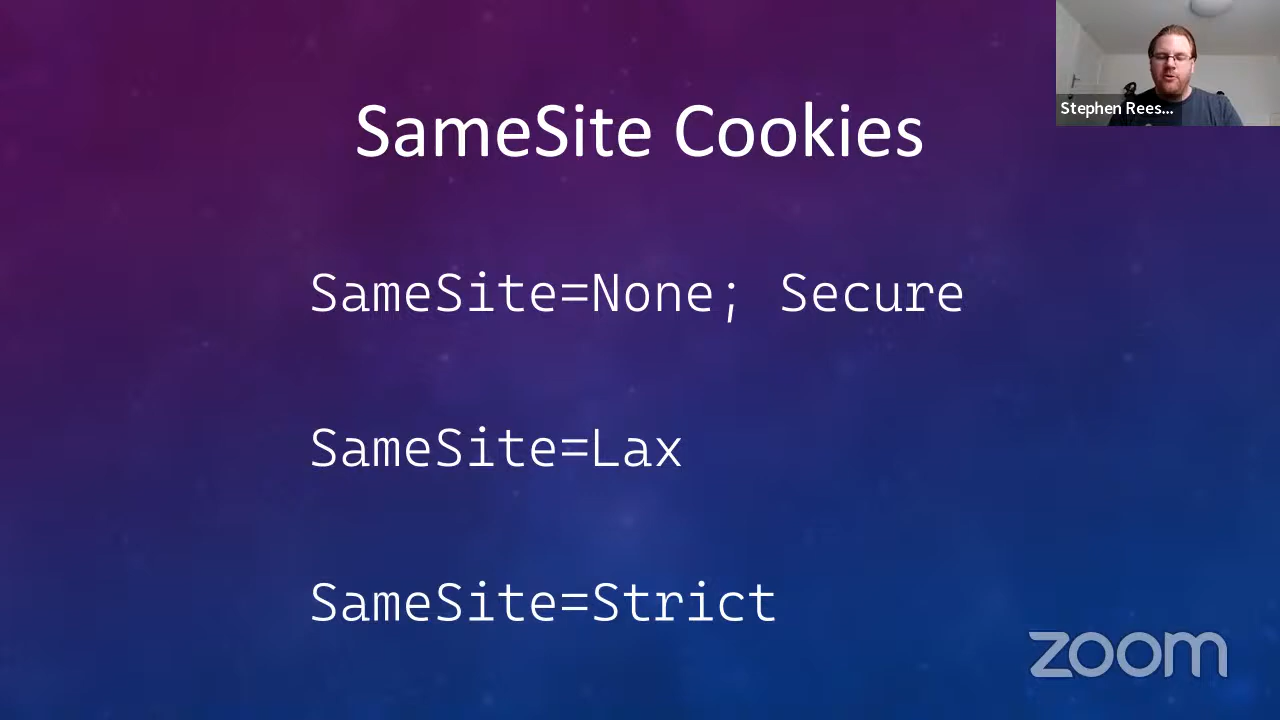 SameSite Cookies
Stephen Rees...
SameSite=None; Secure
SameSite=Lax
SameSite=Strict
zoom